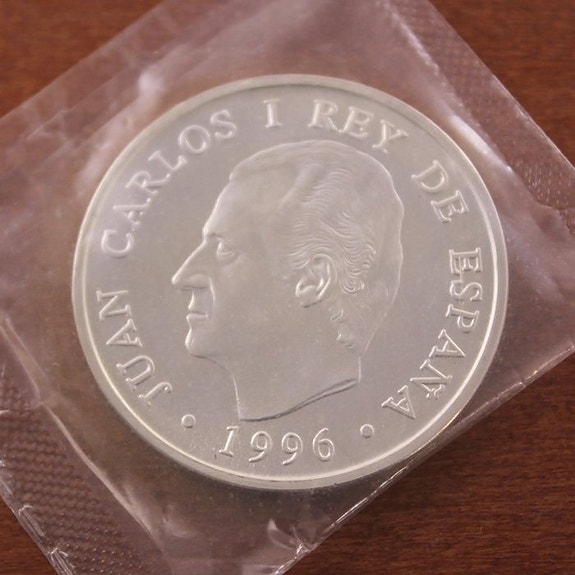 JUAN CARLOS I REY DE ESPAÑA
• 1996 •